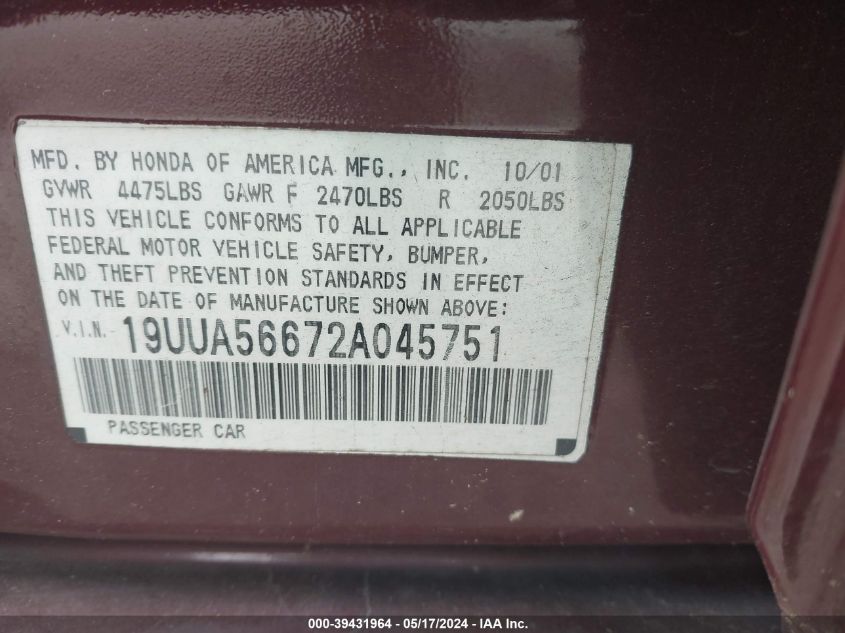 MFD. BY HONDA OF AMERICA MFG., INC. 10/01
GVWR 4475LBS GAWR F 2470LBS R 2050LBS
THIS VEHICLE CONFORMS TO ALL APPLICABLE
FEDERAL MOTOR VEHICLE SAFETY, BUMPER,
AND THEFT PREVENTION STANDARDS IN EFFECT
ON THE DATE OF MANUFACTURE SHOWN ABOVE:
V.I.N. 19UUA56672A045751
PASSENGER CAR
000-39431964 - 05/17/2024 - IAA Inc.